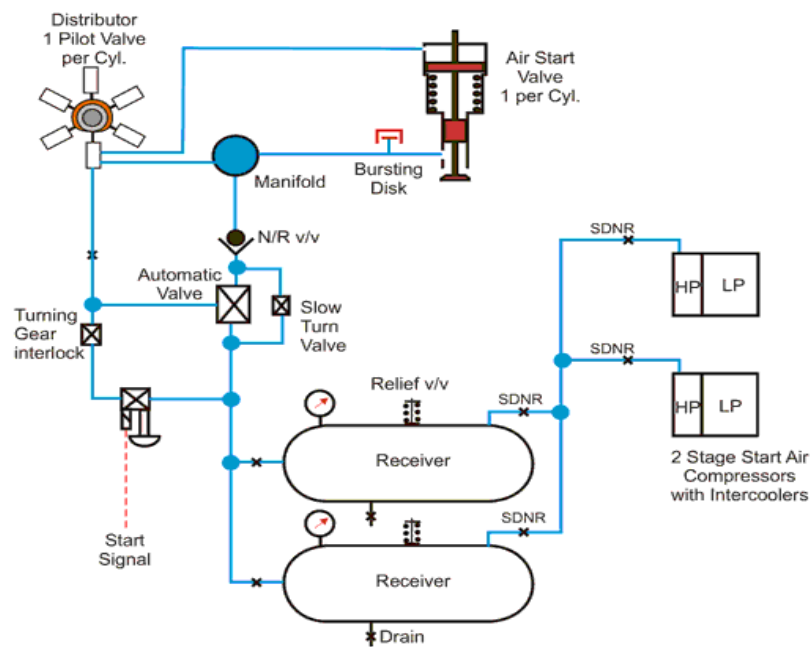 Distributor
1 Pilot Valve
per Cyl.
Air Start
Valve
1 per Cyl.
Manifold
Bursting
Disk
N/R v/v
Automatic
Valve
Slow
Turn
Valve
Turning
Gear
interlock
Start
Signal
Relief v/v
Receiver
Receiver
Drain
SDNR
SDNR
SDNR
SDNR
HP
LP
HP
LP
2 Stage Start Air
Compressors
with Intercoolers